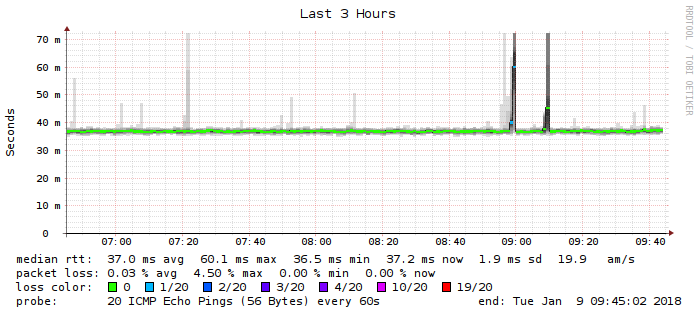 Last 3 Hours
RRDTOOL / TOBI OETIKER
Seconds
70 m
60 m
50 m
40 m
30 m
20 m
10 m
0
07:00 07:20 07:40 08:00 08:20 08:40 09:00 09:20 09:40
median rtt: 37.0 ms avg 60.1 ms max 36.5 ms min 37.2 ms now 1.9 ms sd 19.9 am/s
packet loss: 0.03 % avg 4.50 % max 0.00 % min 0.00 % now
loss color: 0 1/20 2/20 3/20 4/20 10/20 19/20
probe: 20 ICMP Echo Pings (56 Bytes) every 60s end: Tue Jan 9 09:45:02 2018